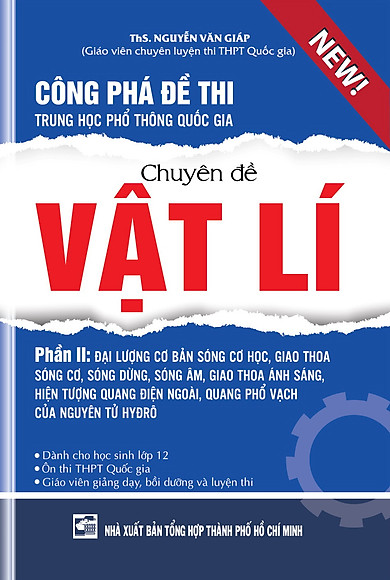 ThS. NGUYỄN VĂN GIÁP
(Giáo viên chuyên luyện thi THPT Quốc gia)
NEW!
CÔNG PHÁ ĐỀ THI
TRUNG HỌC PHỔ THÔNG QUỐC GIA
Chuyên đề
VẬT LÍ
Phần II: ĐẠI LƯỢNG CƠ BẢN SÓNG CƠ HỌC, GIAO THOA
SÓNG CƠ, SÓNG DỪNG, SÓNG ÂM, GIAO THOA ÁNH SÁNG,
HIỆN TƯỢNG QUANG ĐIỆN NGOÀI, QUANG PHỔ VẠCH
CỦA NGUYÊN TỬ HYĐRÔ
• Dành cho học sinh lớp 12
• Ôn thi THPT Quốc gia
• Giáo viên giảng dạy, bồi dưỡng và luyện thi
NHÀ XUẤT BẢN TỔNG HỢP THÀNH PHỐ HỒ CHÍ MINH